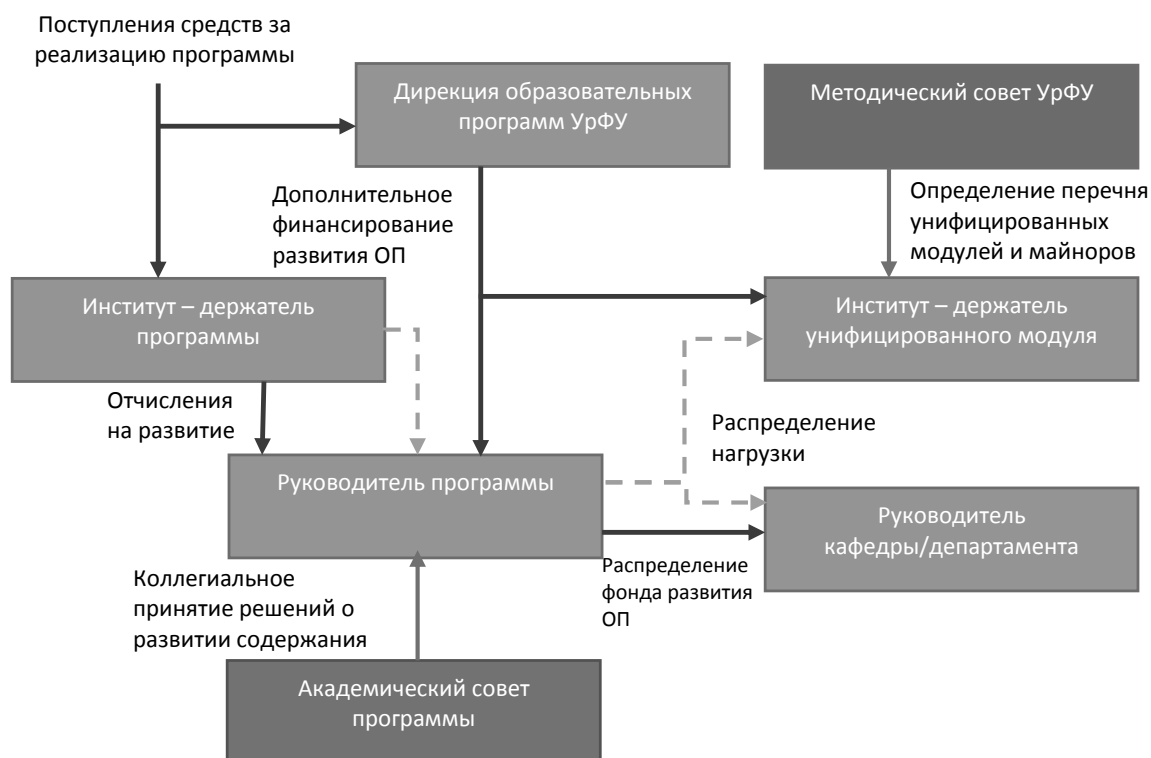 Поступления средств за
реализацию программы
Дирекция образовательных
программ УрФУ
Методический совет УрФУ
Дополнительное
финансирование
развития ОП
Определение перечня
унифицированных
модулей и майноров
Институт – держатель
программы
Институт – держатель
унифицированного модуля
Отчисления
на развитие
Распределение
нагрузки
Руководитель программы
Руководитель
кафедры/департамента
Распределение
фонда развития
ОП
Коллегиальное
принятие решений о
развитии содержания
Академический совет
программы